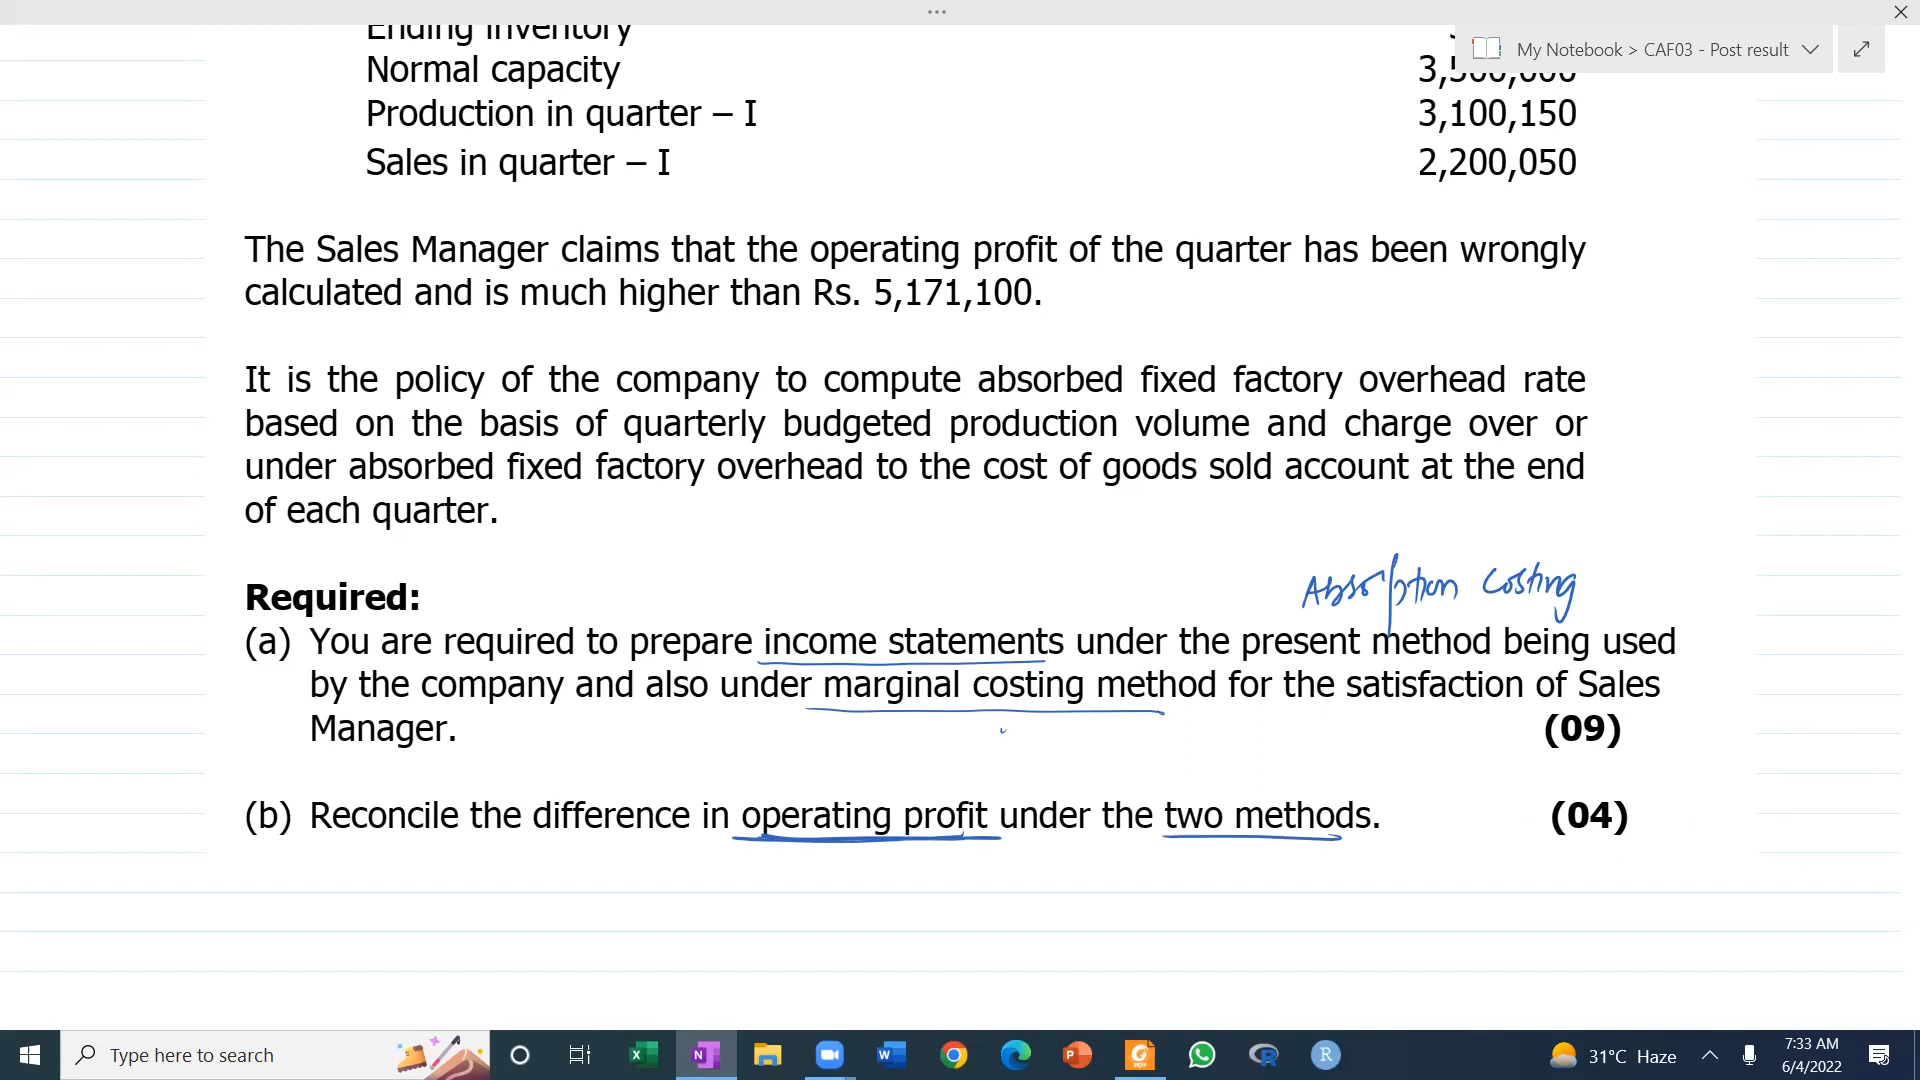 Ending inventory
My Notebook > CAF03 - Post result
Normal capacity
Production in quarter – I 3,100,150
Sales in quarter – I 2,200,050
The Sales Manager claims that the operating profit of the quarter has been wrongly
calculated and is much higher than Rs. 5,171,100.
It is the policy of the company to compute absorbed fixed factory overhead rate
based on the basis of quarterly budgeted production volume and charge over or
under absorbed fixed factory overhead to the cost of goods sold account at the end
of each quarter.
Absorption Costing
Required:
(a) You are required to prepare income statements under the present method being used
by the company and also under marginal costing method for the satisfaction of Sales
Manager. (09)
(b) Reconcile the difference in operating profit under the two methods. (04)
Type here to search
31°C Haze
7:33 AM
6/4/2022